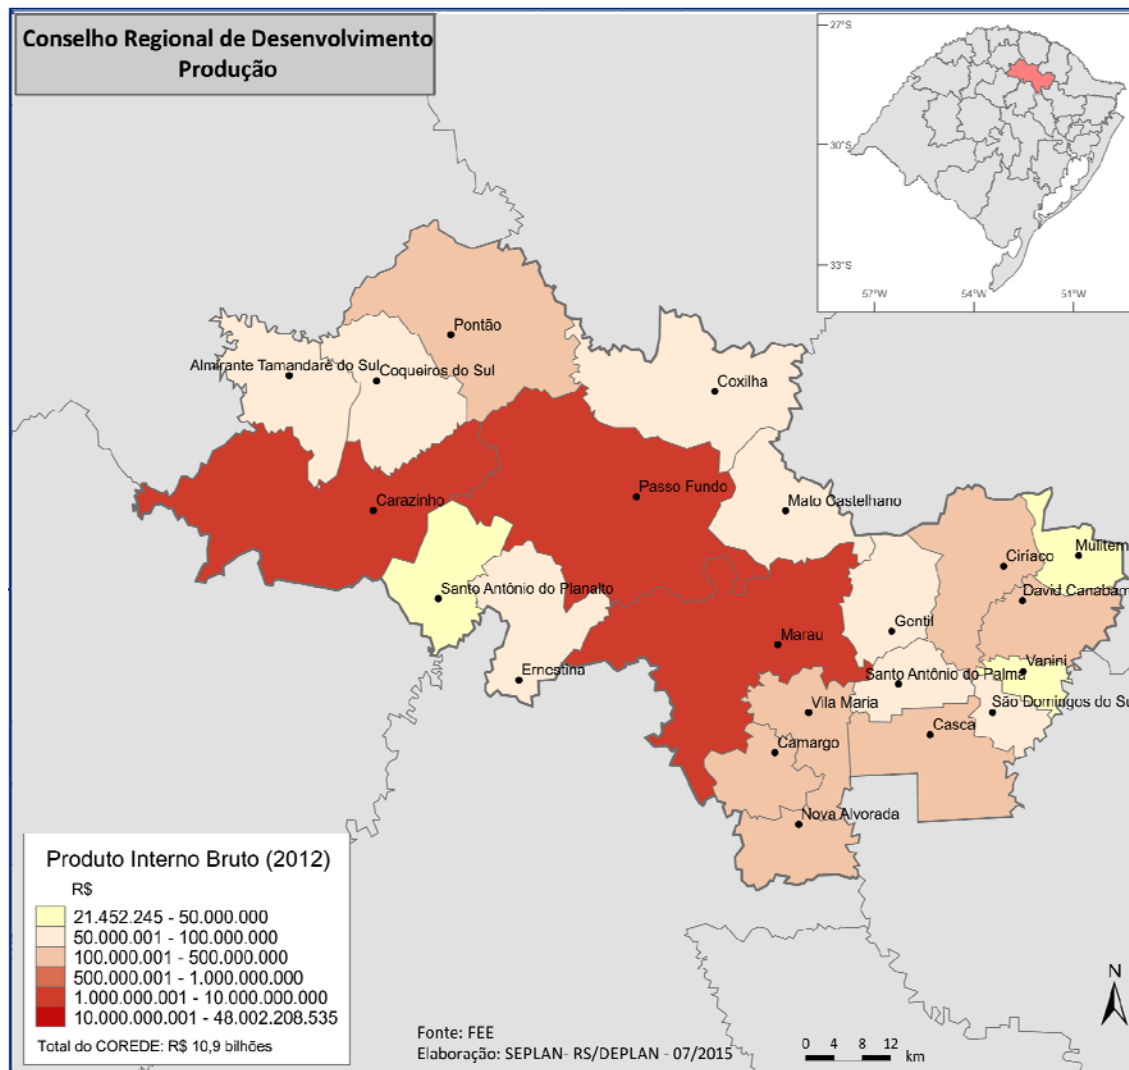 Conselho Regional de Desenvolvimento
Produção
27°S
30°S
33°S
57°W
54°W
51°W
Pontão
Almirante Tamandaré do Sul
Coqueiros do Sul
Coxilha
Passo Fundo
Carazinho
Mato Castelhano
Ciríaco
Muliterno
Santo Antônio do Planalto
David Canabarro
Gentil
Marau
Vanini
Ernestina
Santo Antônio do Palma
Vila Maria
São Domingos do Su
Casca
Camargo
Nova Alvorada
Produto Interno Bruto (2012)
R$
21.452.245 - 50.000.000
50.000.001 - 100.000.000
100.000.001 - 500.000.000
500.000.001 - 1.000.000.000
1.000.000.001 - 10.000.000.000
10.000.000.001 - 48.002.208.535
Total do COREDE: R$ 10,9 bilhões
Fonte: FEE
Elaboração: SEPLAN- RS/DEPLAN - 07/2015
0 4 8 12
km
N